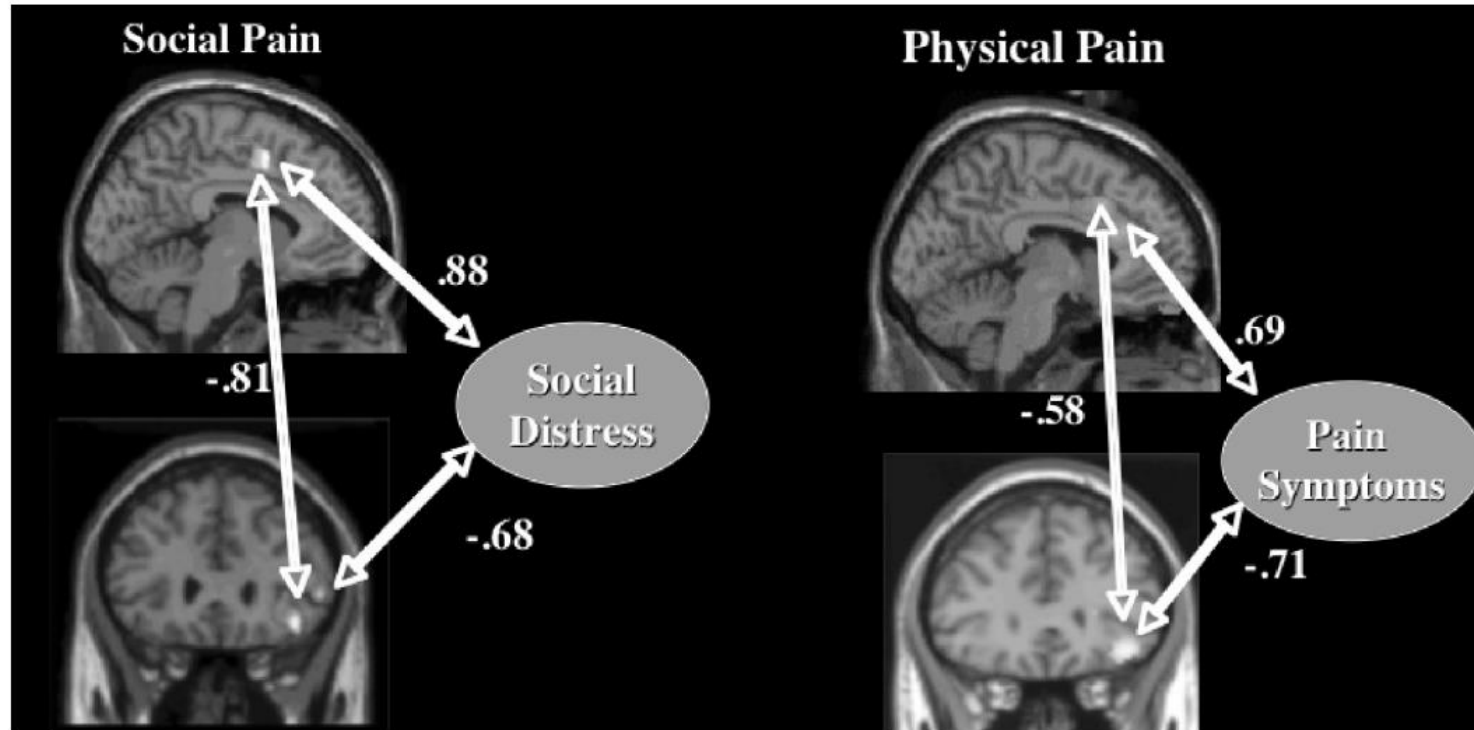 Social Pain
.88
-.81
Social
Distress
-.68
Physical Pain
.69
-.58
Pain
Symptoms
-.71